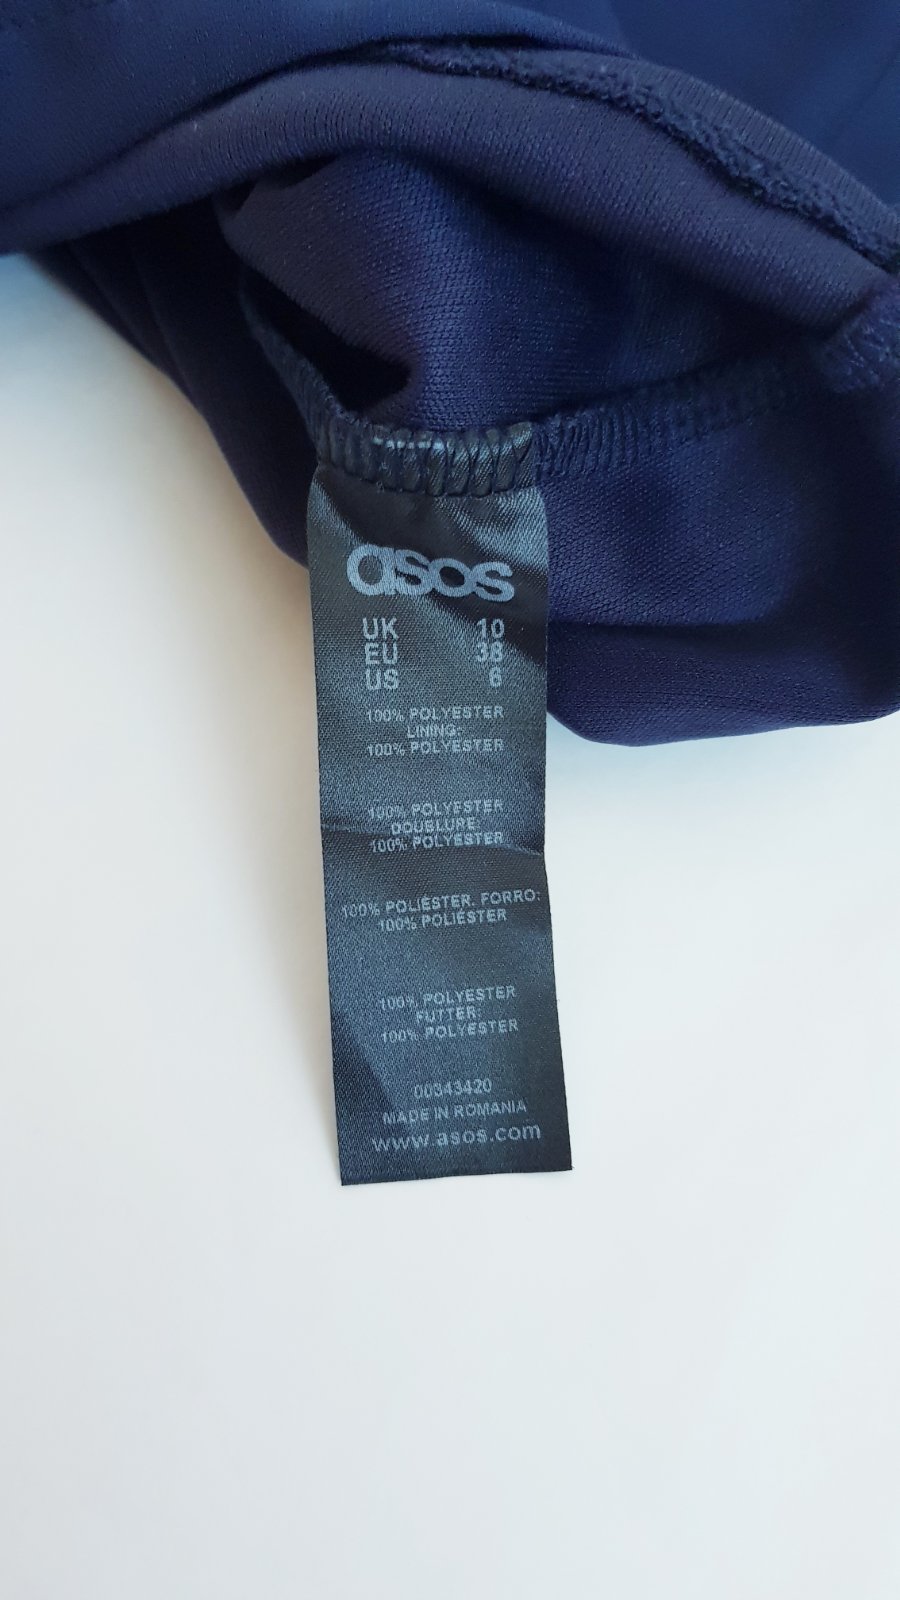 asos
UK 10
EU 38
US 6
100% POLYESTER
LINING:
100% POLYESTER
100% POLYESTER
DOUBLURE:
100% POLYESTER
100% POLIÉSTER. FORRO:
100% POLIÉSTER
100% POLYESTER
FUTTER:
100% POLYESTER
00343420
MADE IN ROMANIA
www.asos.com